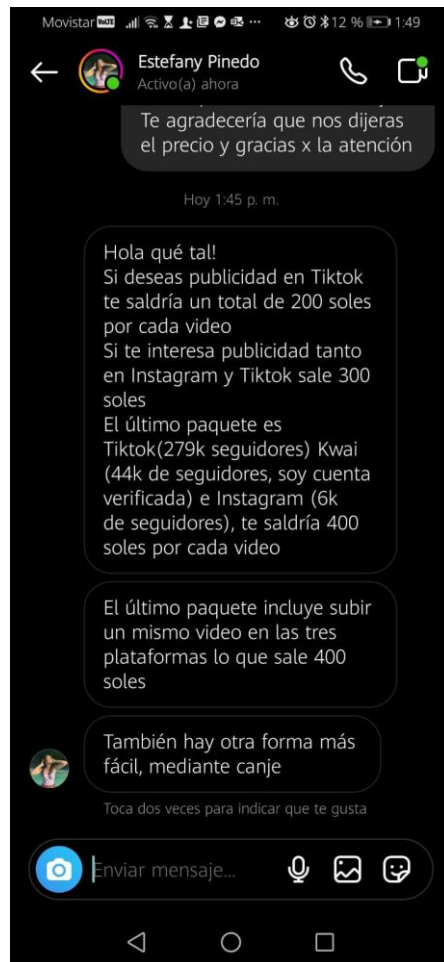 Movistar VoLTE 12 % 1:49
Estefany Pinedo
Activo(a) ahora
Te agradecería que nos dijeras
el precio y gracias x la atención
Hoy 1:45 p. m.
Hola qué tal!
Si deseas publicidad en Tiktok
te saldría un total de 200 soles
por cada video
Si te interesa publicidad tanto
en Instagram y Tiktok sale 300
soles
El último paquete es
Tiktok(279k seguidores) Kwai
(44k de seguidores, soy cuenta
verificada) e Instagram (6k
de seguidores), te saldría 400
soles por cada video
El último paquete incluye subir
un mismo video en las tres
plataformas lo que sale 400
soles
También hay otra forma más
fácil, mediante canje
Toca dos veces para indicar que te gusta
Enviar mensaje...